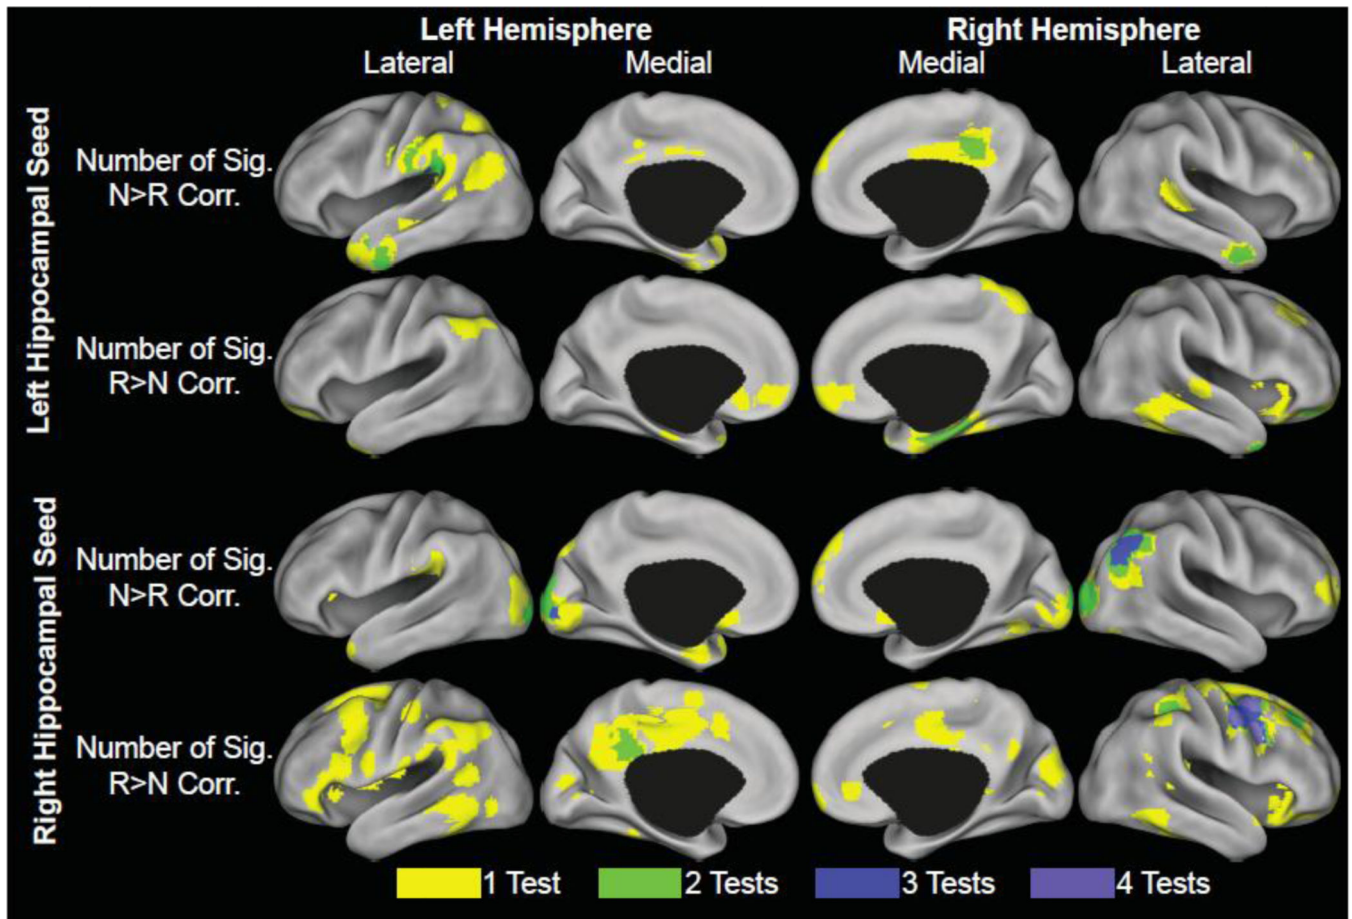 Left Hemisphere
Right Hemisphere
Lateral
Medial
Medial
Lateral
Left Hippocampal Seed
Number of Sig.
N>R Corr.
Number of Sig.
R>N Corr.
Right Hippocampal Seed
Number of Sig.
N>R Corr.
Number of Sig.
R>N Corr.
1 Test
2 Tests
3 Tests
4 Tests